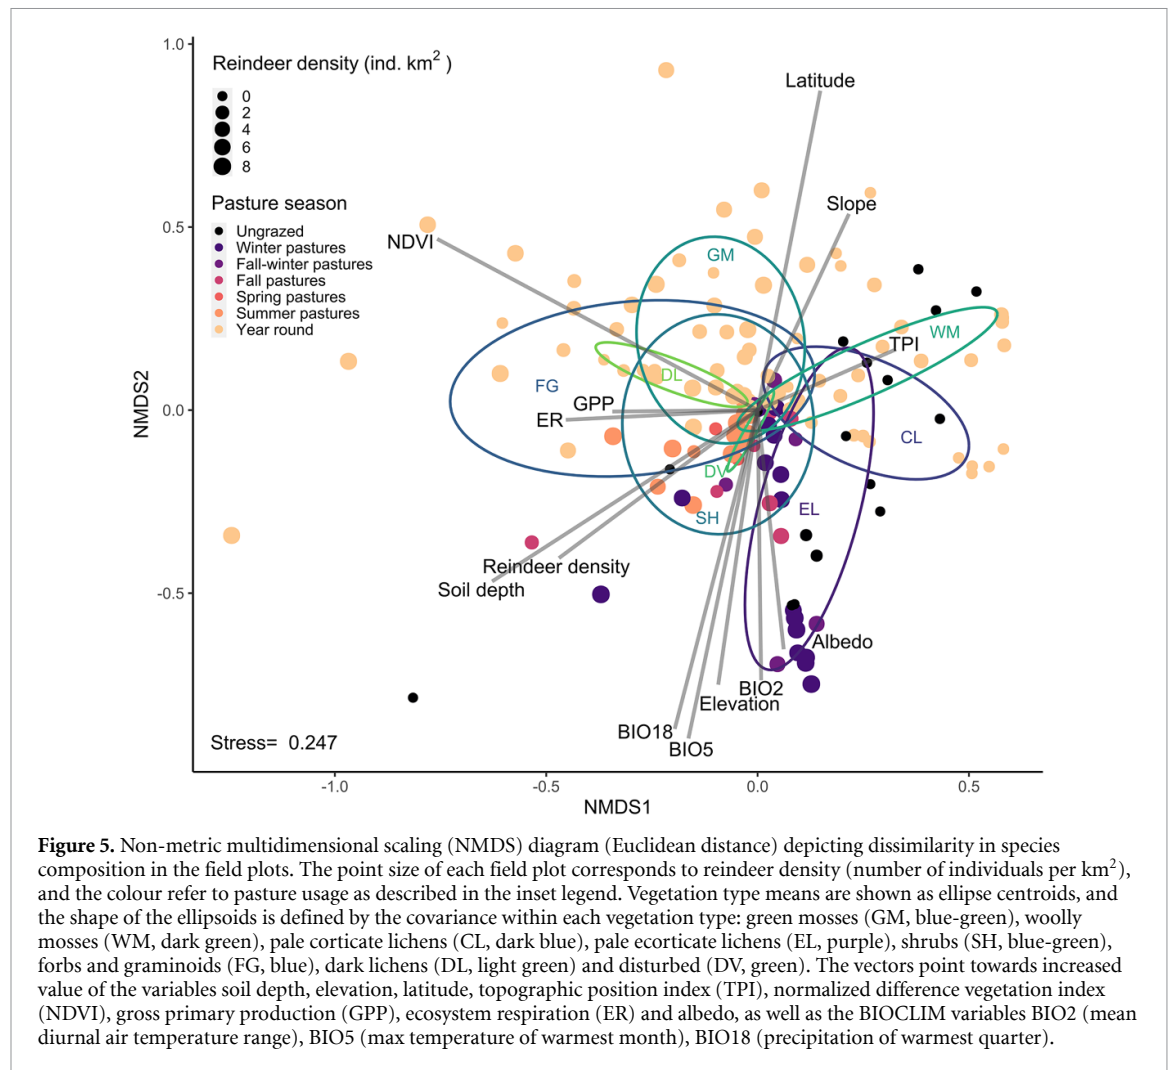 1.0
Reindeer density (ind. km2 )
0
2
4
6
8
Pasture season
Ungrazed
Winter pastures
Fall-winter pastures
Fall pastures
Spring pastures
Summer pastures
Year round
Latitude
Slope
NDVI
0.5
GM
WM
TPI
DL
FG
GPP
ER
0.0
NMDS2
CL
DV
SH
EL
Reindeer density
Soil depth
-0.5
Albedo
BIO2
Elevation
BIO18
BIO5
Stress= 0.247
-1.0
-0.5
0.0
0.5
NMDS1
Figure 5. Non-metric multidimensional scaling (NMDS) diagram (Euclidean distance) depicting dissimilarity in species
composition in the field plots. The point size of each field plot corresponds to reindeer density (number of individuals per km2),
and the colour refer to pasture usage as described in the inset legend. Vegetation type means are shown as ellipse centroids, and
the shape of the ellipsoids is defined by the covariance within each vegetation type: green mosses (GM, blue-green), woolly
mosses (WM, dark green), pale corticate lichens (CL, dark blue), pale ecorticate lichens (EL, purple), shrubs (SH, blue-green),
forbs and graminoids (FG, blue), dark lichens (DL, light green) and disturbed (DV, green). The vectors point towards increased
value of the variables soil depth, elevation, latitude, topographic position index (TPI), normalized difference vegetation index
(NDVI), gross primary production (GPP), ecosystem respiration (ER) and albedo, as well as the BIOCLIM variables BIO2 (mean
diurnal air temperature range), BIO5 (max temperature of warmest month), BIO18 (precipitation of warmest quarter).